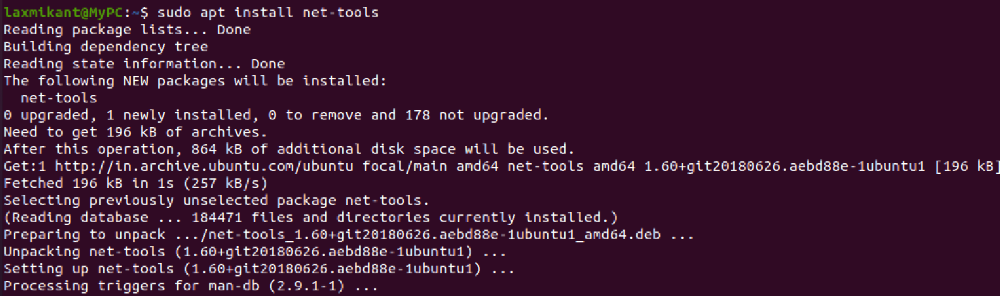 laxmikant@MyPC:~$ sudo apt install net-tools
Reading package lists... Done
Building dependency tree
Reading state information... Done
The following NEW packages will be installed:
  net-tools
0 upgraded, 1 newly installed, 0 to remove and 178 not upgraded.
Need to get 196 kB of archives.
After this operation, 864 kB of additional disk space will be used.
Get:1 http://in.archive.ubuntu.com/ubuntu focal/main amd64 net-tools amd64 1.60+git20180626.aebd88e-1ubuntu1 [196 kB]
Fetched 196 kB in 1s (257 kB/s)
Selecting previously unselected package net-tools.
(Reading database ... 184471 files and directories currently installed.)
Preparing to unpack .../net-tools_1.60+git20180626.aebd88e-1ubuntu1_amd64.deb ...
Unpacking net-tools (1.60+git20180626.aebd88e-1ubuntu1) ...
Setting up net-tools (1.60+git20180626.aebd88e-1ubuntu1) ...
Processing triggers for man-db (2.9.1-1) ...